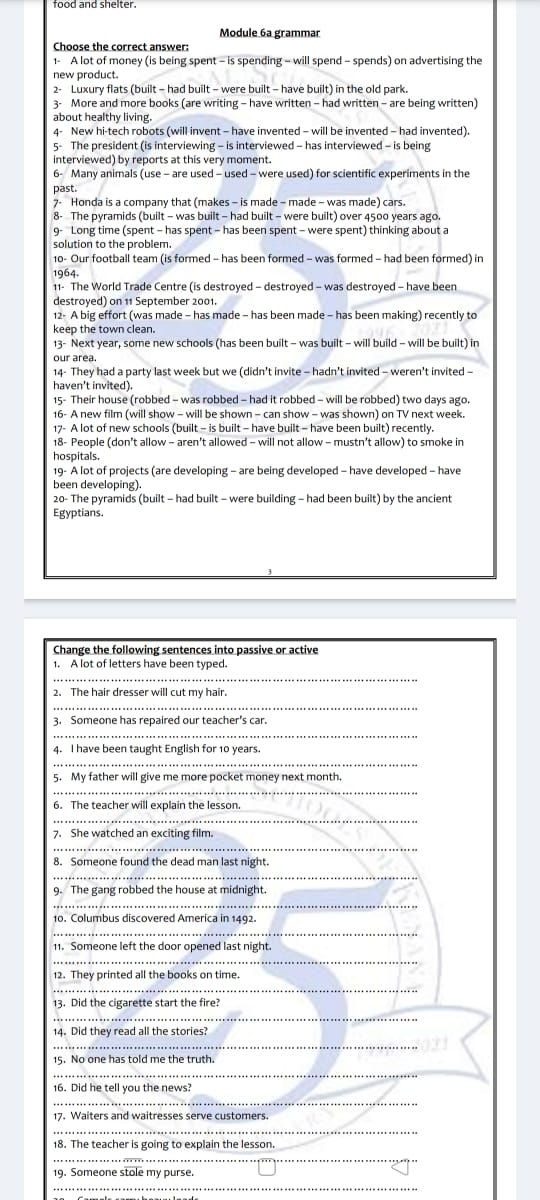 food and shelter.
Module 6a grammar
Choose the correct answer:
1- A lot of money (is being spent – is spending – will spend – spends) on advertising the
new product.
2- Luxury flats (built – had built – were built – have built) in the old park.
3- More and more books (are writing – have written – had written – are being written)
about healthy living.
4- New hi-tech robots (will invent – have invented – will be invented – had invented).
5- The president (is interviewing – is interviewed – has interviewed – is being
interviewed) by reports at this very moment.
6- Many animals (use – are used – used – were used) for scientific experiments in the
past.
7- Honda is a company that (makes – is made – made – was made) cars.
8- The pyramids (built – was built – had built – were built) over 4500 years ago.
9- Long time (spent – has spent – has been spent – were spent) thinking about a
solution to the problem.
10- Our football team (is formed – has been formed – was formed – had been formed) in
1964.
11- The World Trade Centre (is destroyed – destroyed – was destroyed – have been
destroyed) on 11 September 2001.
12- A big effort (was made – has made – has been made – has been making) recently to
keep the town clean.
13- Next year, some new schools (has been built – was built – will build – will be built) in
our area.
14- They had a party last week but we (didn't invite – hadn't invited – weren't invited –
haven't invited).
15- Their house (robbed – was robbed – had it robbed – will be robbed) two days ago.
16- A new film (will show – will be shown – can show – was shown) on TV next week.
17- A lot of new schools (built – is built – have built – have been built) recently.
18- People (don't allow – aren't allowed – will not allow – mustn't allow) to smoke in
hospitals.
19- A lot of projects (are developing – are being developed – have developed – have
been developing).
20- The pyramids (built – had built – were building – had been built) by the ancient
Egyptians.
3
Change the following sentences into passive or active
1. A lot of letters have been typed.
2. The hair dresser will cut my hair.
3. Someone has repaired our teacher's car.
4. I have been taught English for 10 years.
5. My father will give me more pocket money next month.
6. The teacher will explain the lesson.
7. She watched an exciting film.
8. Someone found the dead man last night.
9. The gang robbed the house at midnight.
10. Columbus discovered America in 1492.
11. Someone left the door opened last night.
12. They printed all the books on time.
13. Did the cigarette start the fire?
14. Did they read all the stories?
15. No one has told me the truth.
16. Did he tell you the news?
17. Waiters and waitresses serve customers.
18. The teacher is going to explain the lesson.
19. Someone stole my purse.